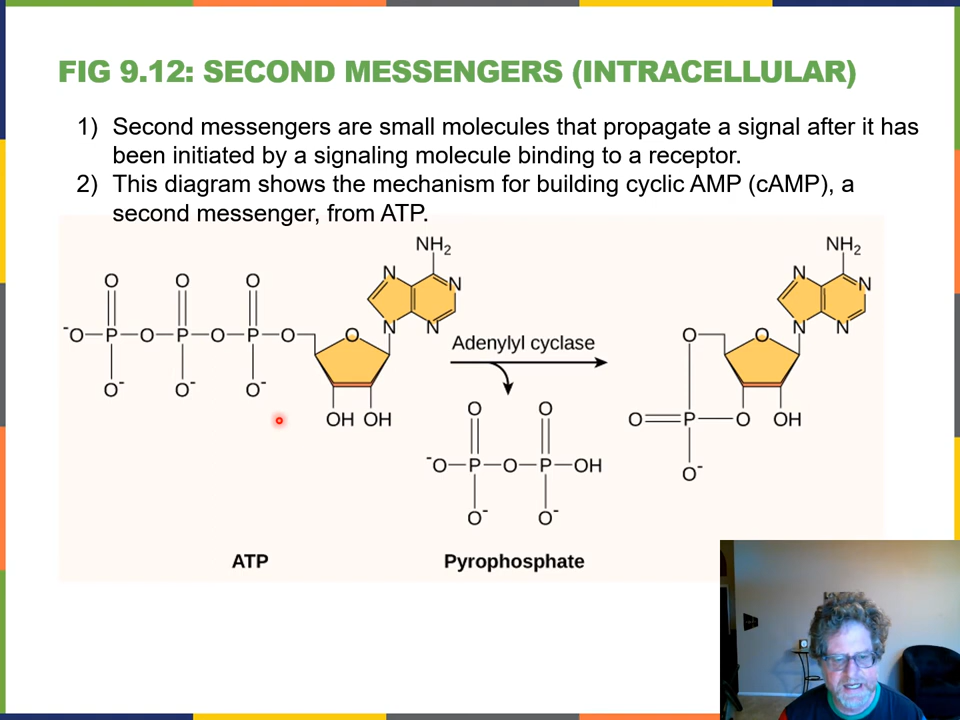 FIG 9.12: SECOND MESSENGERS (INTRACELLULAR)
1) Second messengers are small molecules that propagate a signal after it has
been initiated by a signaling molecule binding to a receptor.
2) This diagram shows the mechanism for building cyclic AMP (cAMP), a
second messenger, from ATP.
NH₂ NH₂
O O O N N N N
⁻O—P—O—P—O—P—O O N N Adenylyl cyclase O O N N
O⁻ O⁻ O⁻
OH OH O O O=P—O OH
⁻O—P—O—P—OH O⁻
O⁻ O⁻
ATP Pyrophosphate